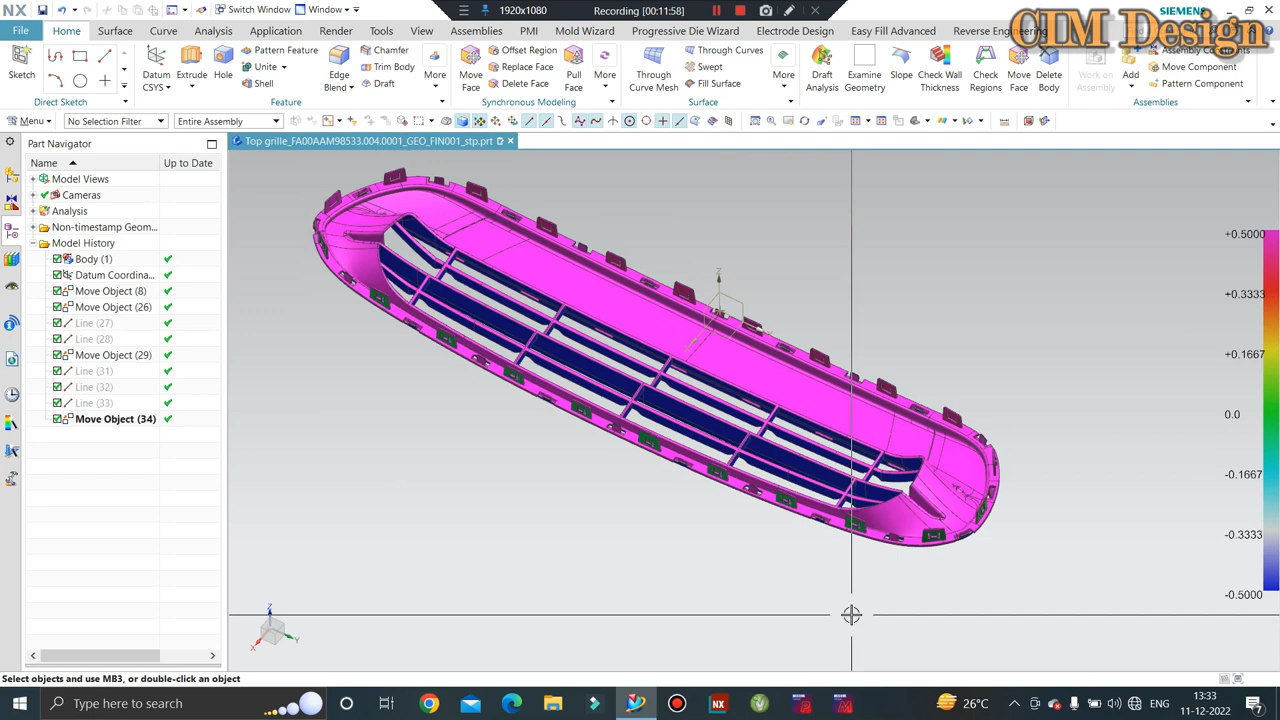 NX
Switch Window
Window
1920x1080
Recording [00:11:58]
SIEMENS
CIM Design
File
Home
Surface
Curve
Analysis
Application
Render
Tools
View
Assemblies
PMI
Mold Wizard
Progressive Die Wizard
Electrode Design
Easy Fill Advanced
Reverse Engineering
Sketch
Direct Sketch
Datum CSYS
Extrude
Hole
Pattern Feature
Unite
Shell
Edge Blend
Chamfer
Trim Body
Draft
More
Feature
Move Face
Offset Region
Replace Face
Delete Face
Pull Face
More
Synchronous Modeling
Through Curve Mesh
Through Curves
Swept
Fill Surface
More
Surface
Draft Analysis
Examine Geometry
Slope
Check Wall Thickness
Check Regions
Move Face
Delete Body
Work on Assembly
Add
Assembly Constraints
Move Component
Pattern Component
Assemblies
Menu
No Selection Filter
Entire Assembly
Part Navigator
Top grille_FA00AAM98533.004.0001_GEO_FIN001_stp.prt
Name
Up to Date
Model Views
Cameras
Analysis
Non-timestamp Geom...
Model History
Body (1)
Datum Coordina...
Move Object (8)
Move Object (26)
Line (27)
Line (28)
Move Object (29)
Line (31)
Line (32)
Line (33)
Move Object (34)
+0.5000
+0.3333
+0.1667
0.0
-0.1667
-0.3333
-0.5000
Z
Z
Y
X
Select objects and use MB3, or double-click an object
Type here to search
26°C
ENG
13:33
11-12-2022